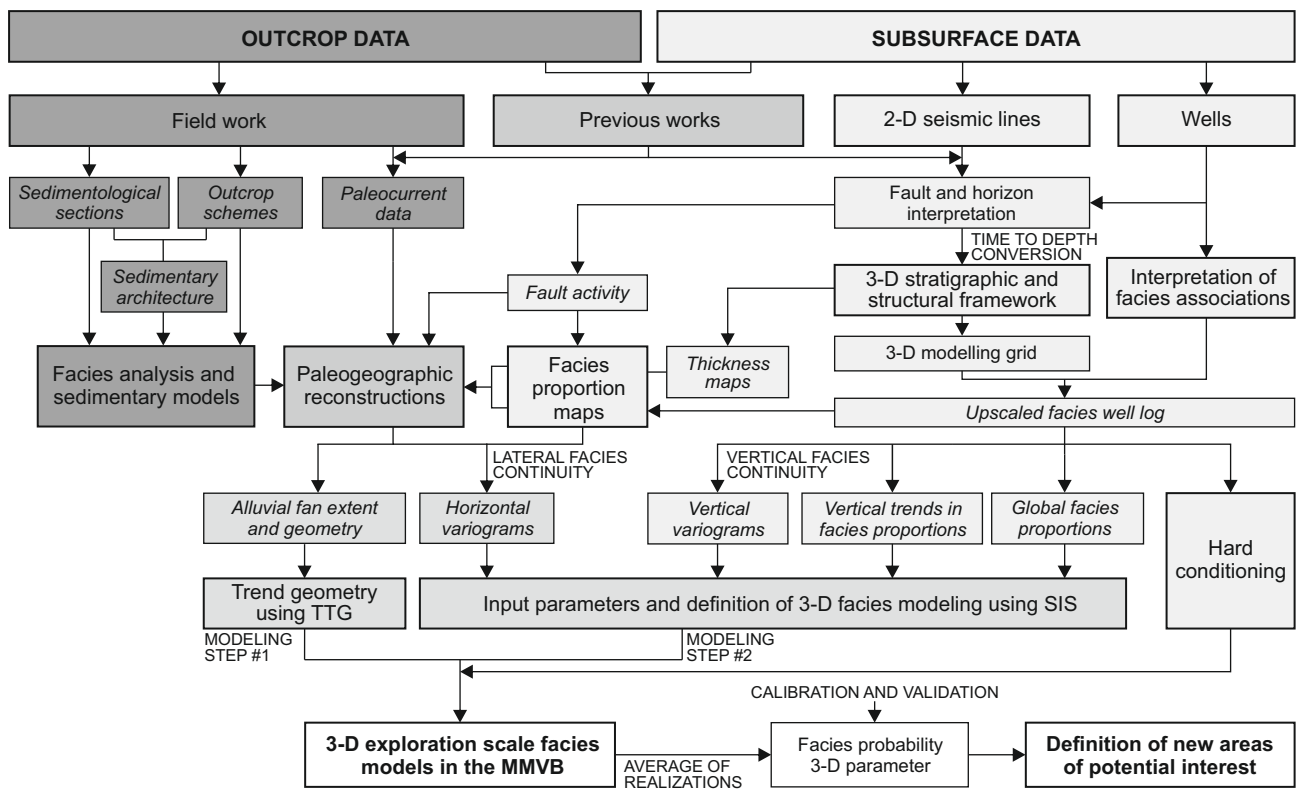 OUTCROP DATA
SUBSURFACE DATA
Field work
Previous works
2-D seismic lines
Wells
Sedimentological
sections
Outcrop
schemes
Paleocurrent
data
Fault and horizon
interpretation
TIME TO DEPTH
CONVERSION
Sedimentary
architecture
Fault activity
3-D stratigraphic and
structural framework
Interpretation of
facies associations
Facies analysis and
sedimentary models
Paleogeographic
reconstructions
Facies
proportion
maps
Thickness
maps
3-D modelling grid
Upscaled facies well log
LATERAL FACIES
CONTINUITY
VERTICAL FACIES
CONTINUITY
Alluvial fan extent
and geometry
Horizontal
variograms
Vertical
variograms
Vertical trends in
facies proportions
Global facies
proportions
Hard
conditioning
Trend geometry
using TTG
Input parameters and definition of 3-D facies modeling using SIS
MODELING
STEP #1
MODELING
STEP #2
CALIBRATION AND VALIDATION
3-D exploration scale facies
models in the MMVB
AVERAGE OF
REALIZATIONS
Facies probability
3-D parameter
Definition of new areas
of potential interest